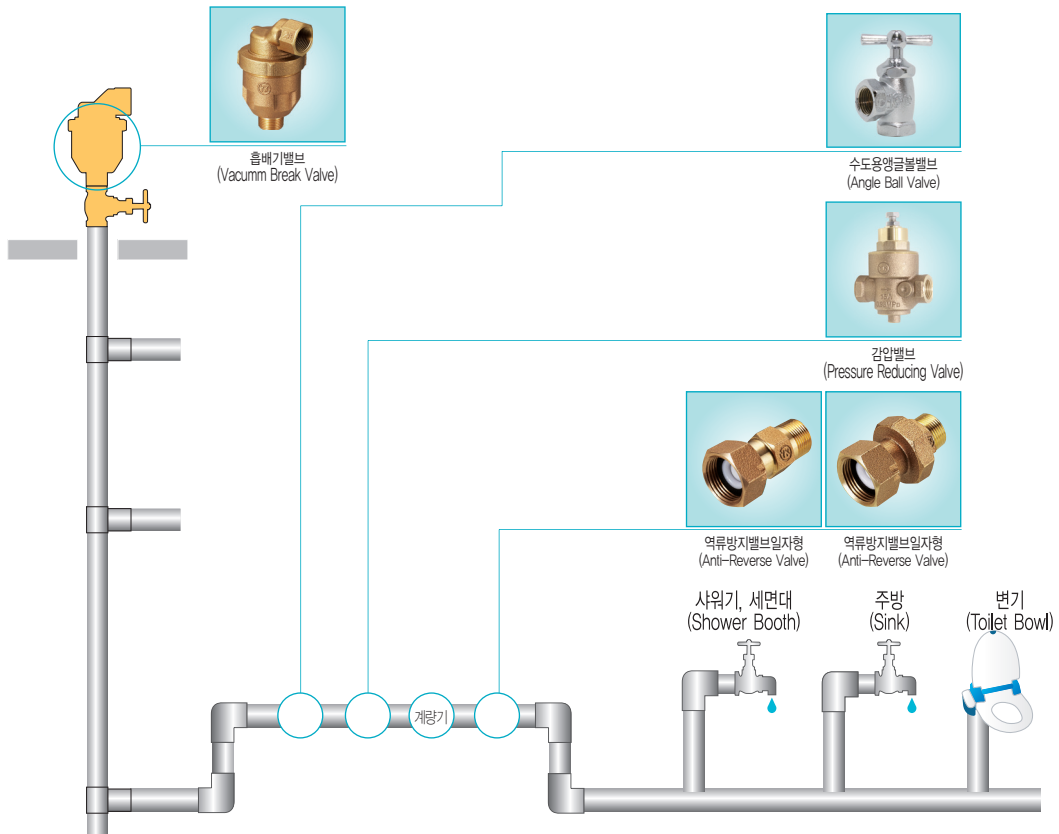 흡배기밸브
(Vacumm Break Valve)
수도용앵글볼밸브
(Angle Ball Valve)
감압밸브
(Pressure Reducing Valve)
역류방지밸브일자형
(Anti-Reverse Valve)
역류방지밸브일자형
(Anti-Reverse Valve)
샤워기, 세면대
(Shower Booth)
주방
(Sink)
변기
(Toilet Bowl)
계량기